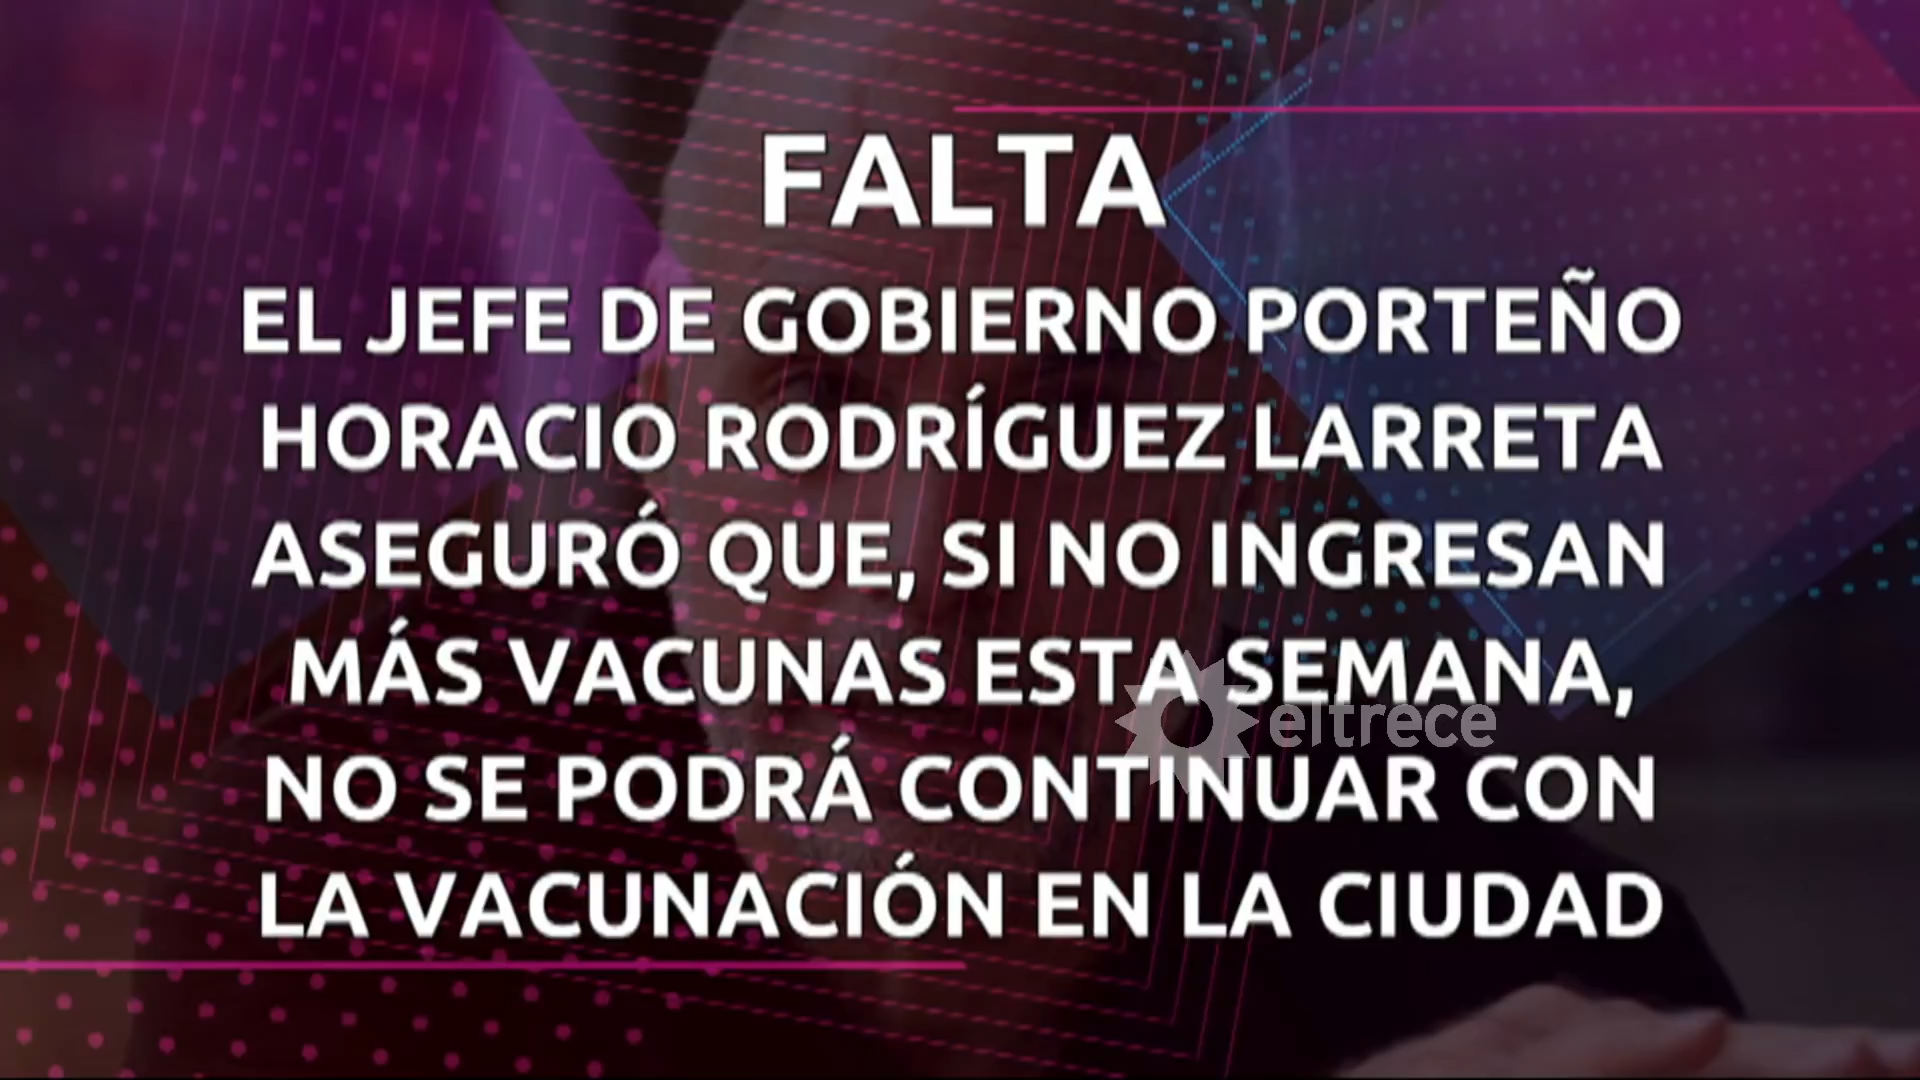 FALTA
EL JEFE DE GOBIERNO PORTEÑO
HORACIO RODRÍGUEZ LARRETA
ASEGURÓ QUE, SI NO INGRESAN
MÁS VACUNAS ESTA SEMANA,
eltrece
NO SE PODRÁ CONTINUAR CON
LA VACUNACIÓN EN LA CIUDAD